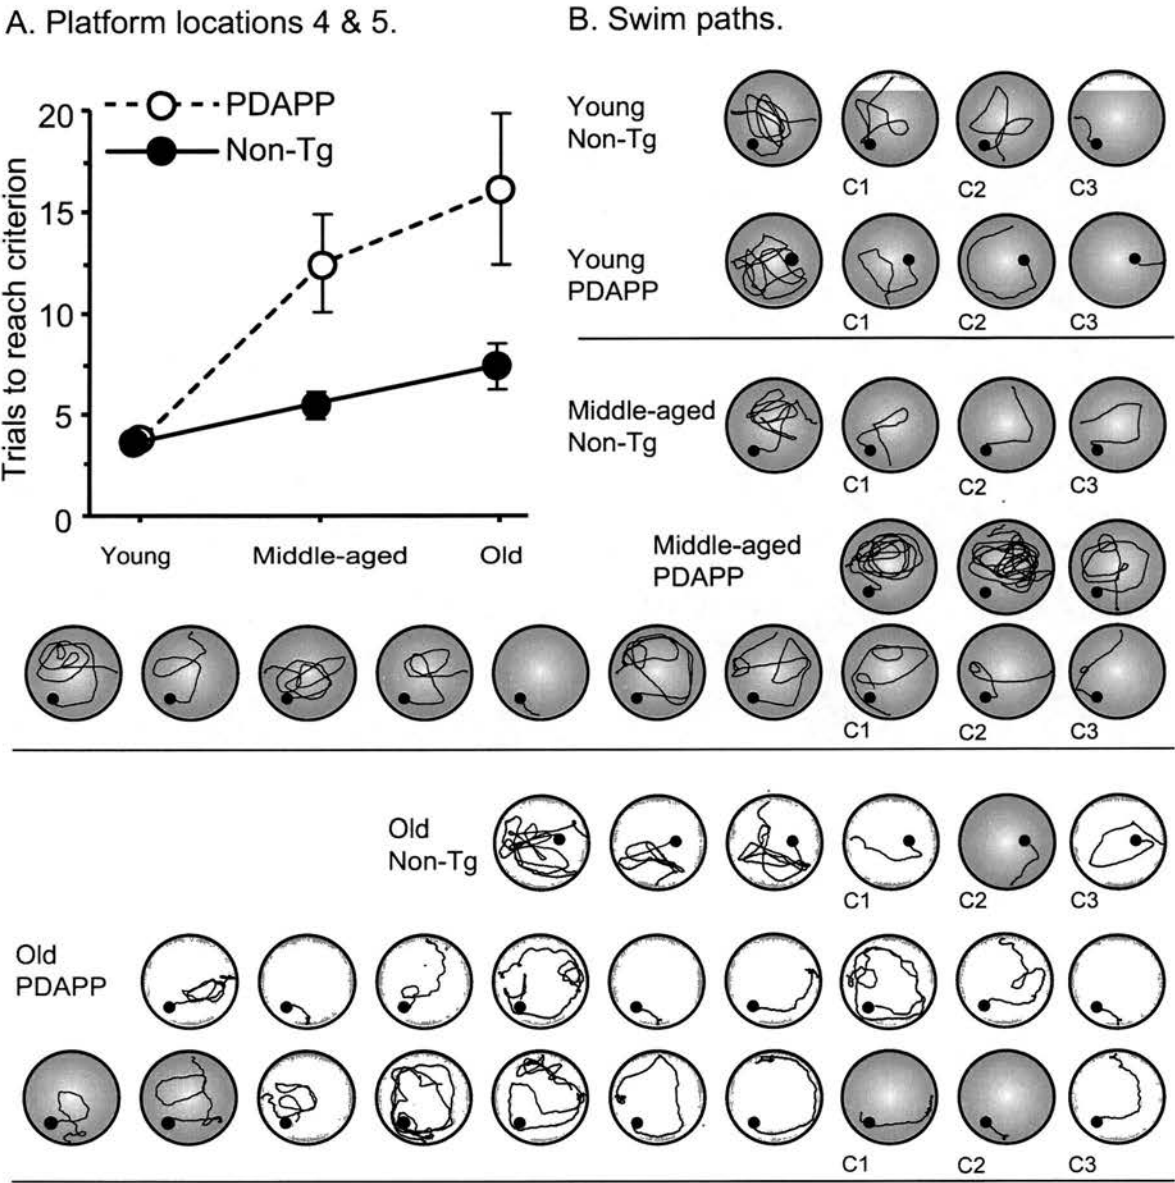 A. Platform locations 4 & 5.
PDAPP
Non-Tg
Trials to reach criterion
20
15
10
5
0
Young
Middle-aged
Old
B. Swim paths.
Young
Non-Tg
C1
C2
C3
Young
PDAPP
C1
C2
C3
Middle-aged
Non-Tg
C1
C2
C3
Middle-aged
PDAPP
C1
C2
C3
Old
Non-Tg
C1
C2
C3
Old
PDAPP
C1
C2
C3